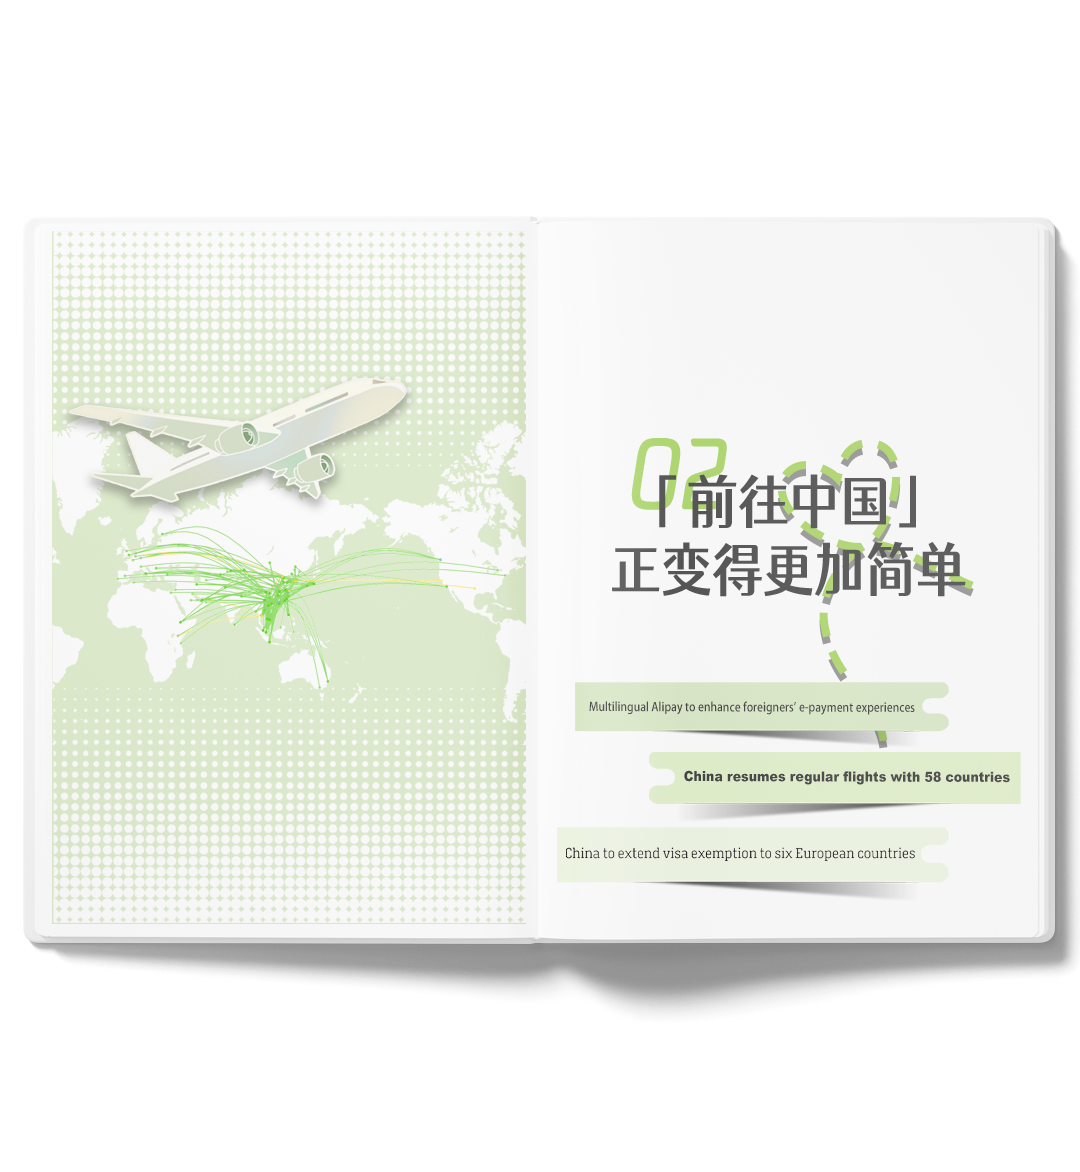 02
「前往中国」
正变得更加简单
Multilingual Alipay to enhance foreigners’ e-payment experiences
China resumes regular flights with 58 countries
China to extend visa exemption to six European countries